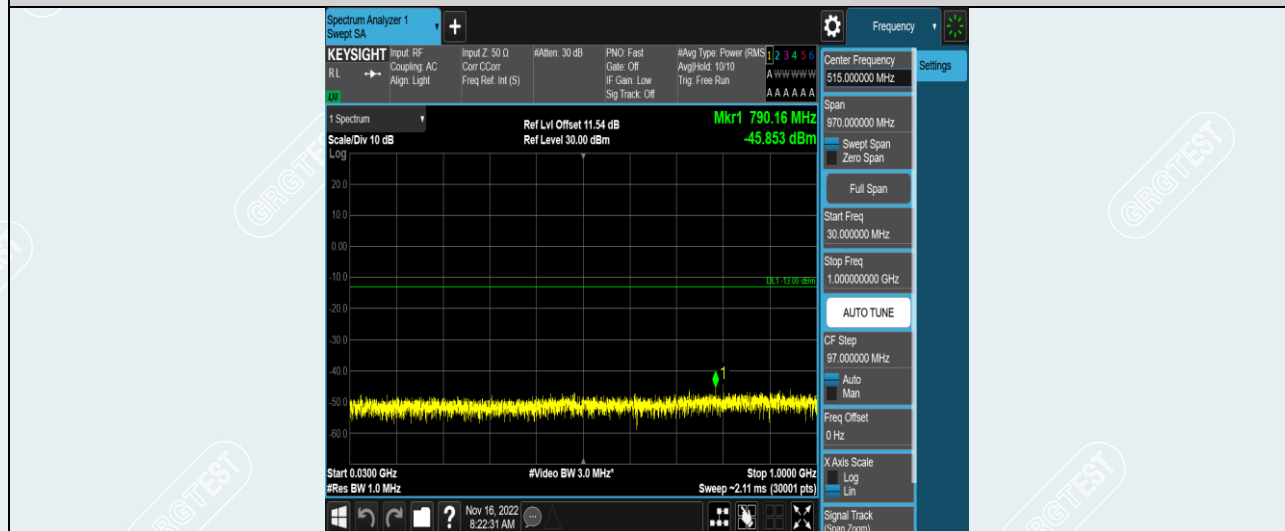 Spectrum Analyzer 1
Swept SA
+
Frequency
KEYSIGHT
RL
LXI
Input: RF
Coupling: AC
Align: Light
Input Z: 50 Ω
Corr CCorr
Freq Ref: Int (S)
#Atten: 30 dB
PNO: Fast
Gate: Off
IF Gain: Low
Sig Track: Off
#Avg Type: Power (RMS
Avg|Hold: 10/10
Trig: Free Run
1 2 3 4 5 6
A W W W W W
A A A A A A
1 Spectrum
Scale/Div 10 dB
Log
Ref Lvl Offset 11.54 dB
Ref Level 30.00 dBm
Mkr1 790.16 MHz
-45.853 dBm
20.0
10.0
0.00
-10.0
DL1 -13.00 dBm
-20.0
-30.0
-40.0
1
-50.0
-60.0
Start 0.0300 GHz
#Res BW 1.0 MHz
#Video BW 3.0 MHz*
Stop 1.0000 GHz
Sweep ~2.11 ms (30001 pts)
?
Nov 16, 2022
8:22:31 AM
Center Frequency
515.000000 MHz
Settings
Span
970.000000 MHz
Swept Span
Zero Span
Full Span
Start Freq
30.000000 MHz
Stop Freq
1.000000000 GHz
AUTO TUNE
CF Step
97.000000 MHz
Auto
Man
Freq Offset
0 Hz
X Axis Scale
Log
Lin
Signal Track
(Span Zoom)
GRGTEST
GRGTEST
GRGTEST
GRGTEST
GRGTEST